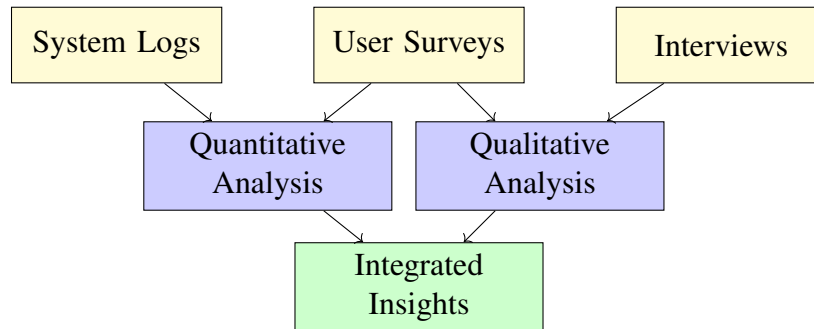 System Logs
User Surveys
Interviews
Quantitative
Analysis
Qualitative
Analysis
Integrated
Insights